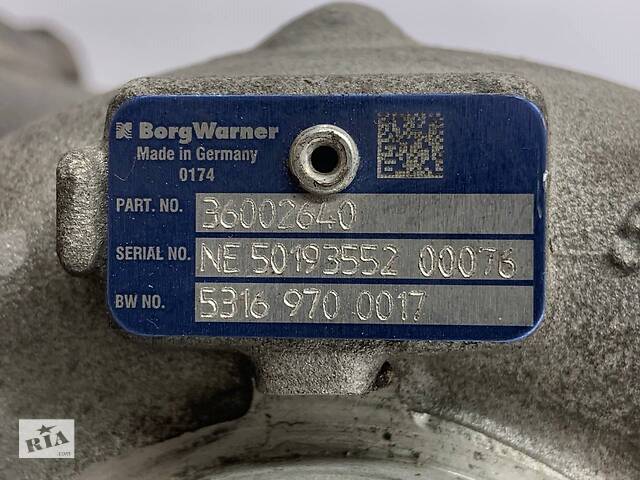 BorgWarner
Made in Germany
0174
PART. NO. 36002640
SERIAL NO. NE 50193552 00076
BW NO. 5316 970 0017
RIA.com